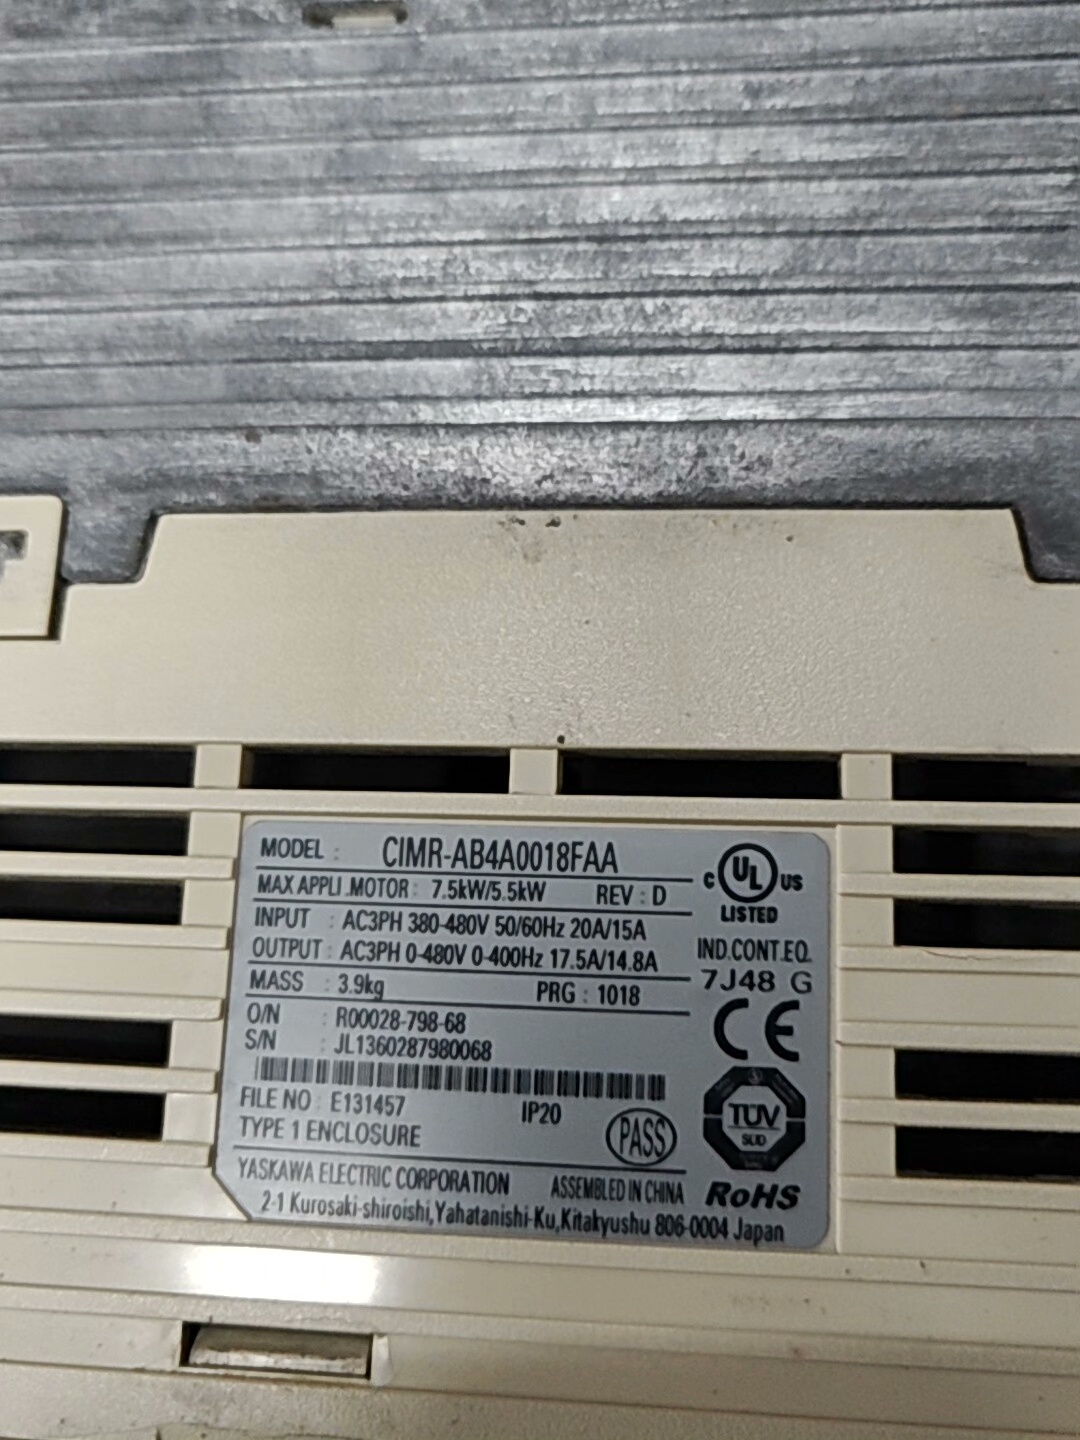 MODEL : CIMR-AB4A0018FAA
MAX APPLI.MOTOR : 7.5kW/5.5kW REV : D
INPUT : AC3PH 380-480V 50/60Hz 20A/15A
OUTPUT : AC3PH 0-480V 0-400Hz 17.5A/14.8A
MASS : 3.9kg PRG : 1018
O/N : R00028-798-68
S/N : JL1360287980068
FILE NO : E131457 IP20
TYPE 1 ENCLOSURE PASS
YASKAWA ELECTRIC CORPORATION ASSEMBLED IN CHINA
2-1 Kurosaki-shiroishi,Yahatanishi-Ku,Kitakyushu 806-0004 Japan
C UL US
LISTED
IND.CONT.EQ.
7J48 G
CE
TÜV
SÜD
RoHS